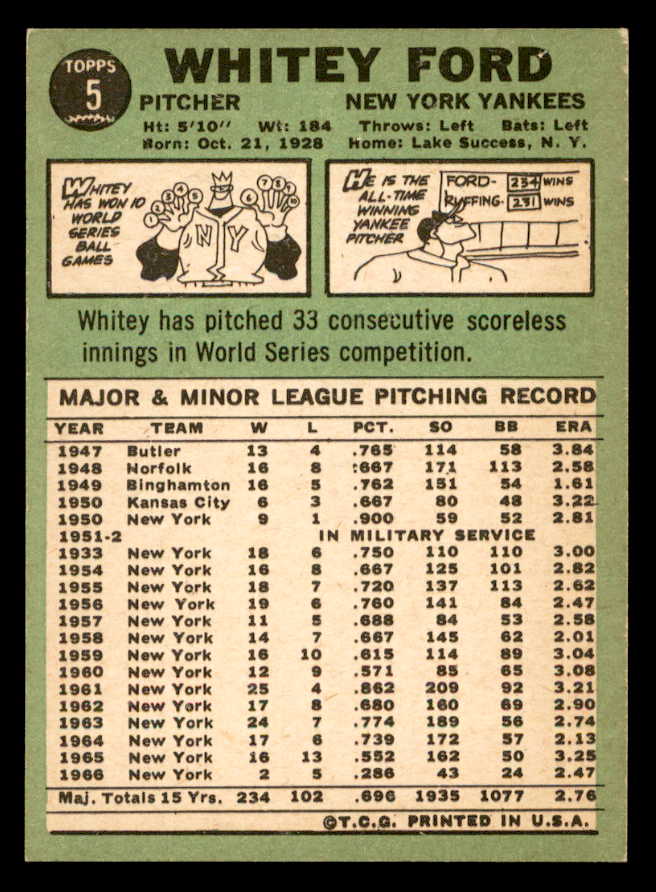 TOPPS
5
WHITEY FORD
PITCHER NEW YORK YANKEES
Ht: 5'10" Wt: 184 Throws: Left Bats: Left
Born: Oct. 21, 1928 Home: Lake Success, N. Y.
WHITEY
HAS WON 10
WORLD
SERIES
BALL
GAMES
1 2 3 4 5 6 7 8 9 10
NY
HE IS THE
ALL-TIME
WINNING
YANKEE
PITCHER
FORD- 234 WINS
RUFFING- 231 WINS
Whitey has pitched 33 consecutive scoreless
innings in World Series competition.
MAJOR & MINOR LEAGUE PITCHING RECORD
YEAR TEAM W L PCT. SO BB ERA
1947 Butler 13 4 .765 114 58 3.84
1948 Norfolk 16 8 .667 171 113 2.58
1949 Binghamton 16 5 .762 151 54 1.61
1950 Kansas City 6 3 .667 80 48 3.22
1950 New York 9 1 .900 59 52 2.81
1951-2 IN MILITARY SERVICE
1933 New York 18 6 .750 110 110 3.00
1954 New York 16 8 .667 125 101 2.82
1955 New York 18 7 .720 137 113 2.62
1956 New York 19 6 .760 141 84 2.47
1957 New York 11 5 .688 84 53 2.58
1958 New York 14 7 .667 145 62 2.01
1959 New York 16 10 .615 114 89 3.04
1960 New York 12 9 .571 85 65 3.08
1961 New York 25 4 .862 209 92 3.21
1962 New York 17 8 .680 160 69 2.90
1963 New York 24 7 .774 189 56 2.74
1964 New York 17 6 .739 172 57 2.13
1965 New York 16 13 .552 162 50 3.25
1966 New York 2 5 .286 43 24 2.47
Maj. Totals 15 Yrs. 234 102 .696 1935 1077 2.76
©T.C.G. PRINTED IN U.S.A.